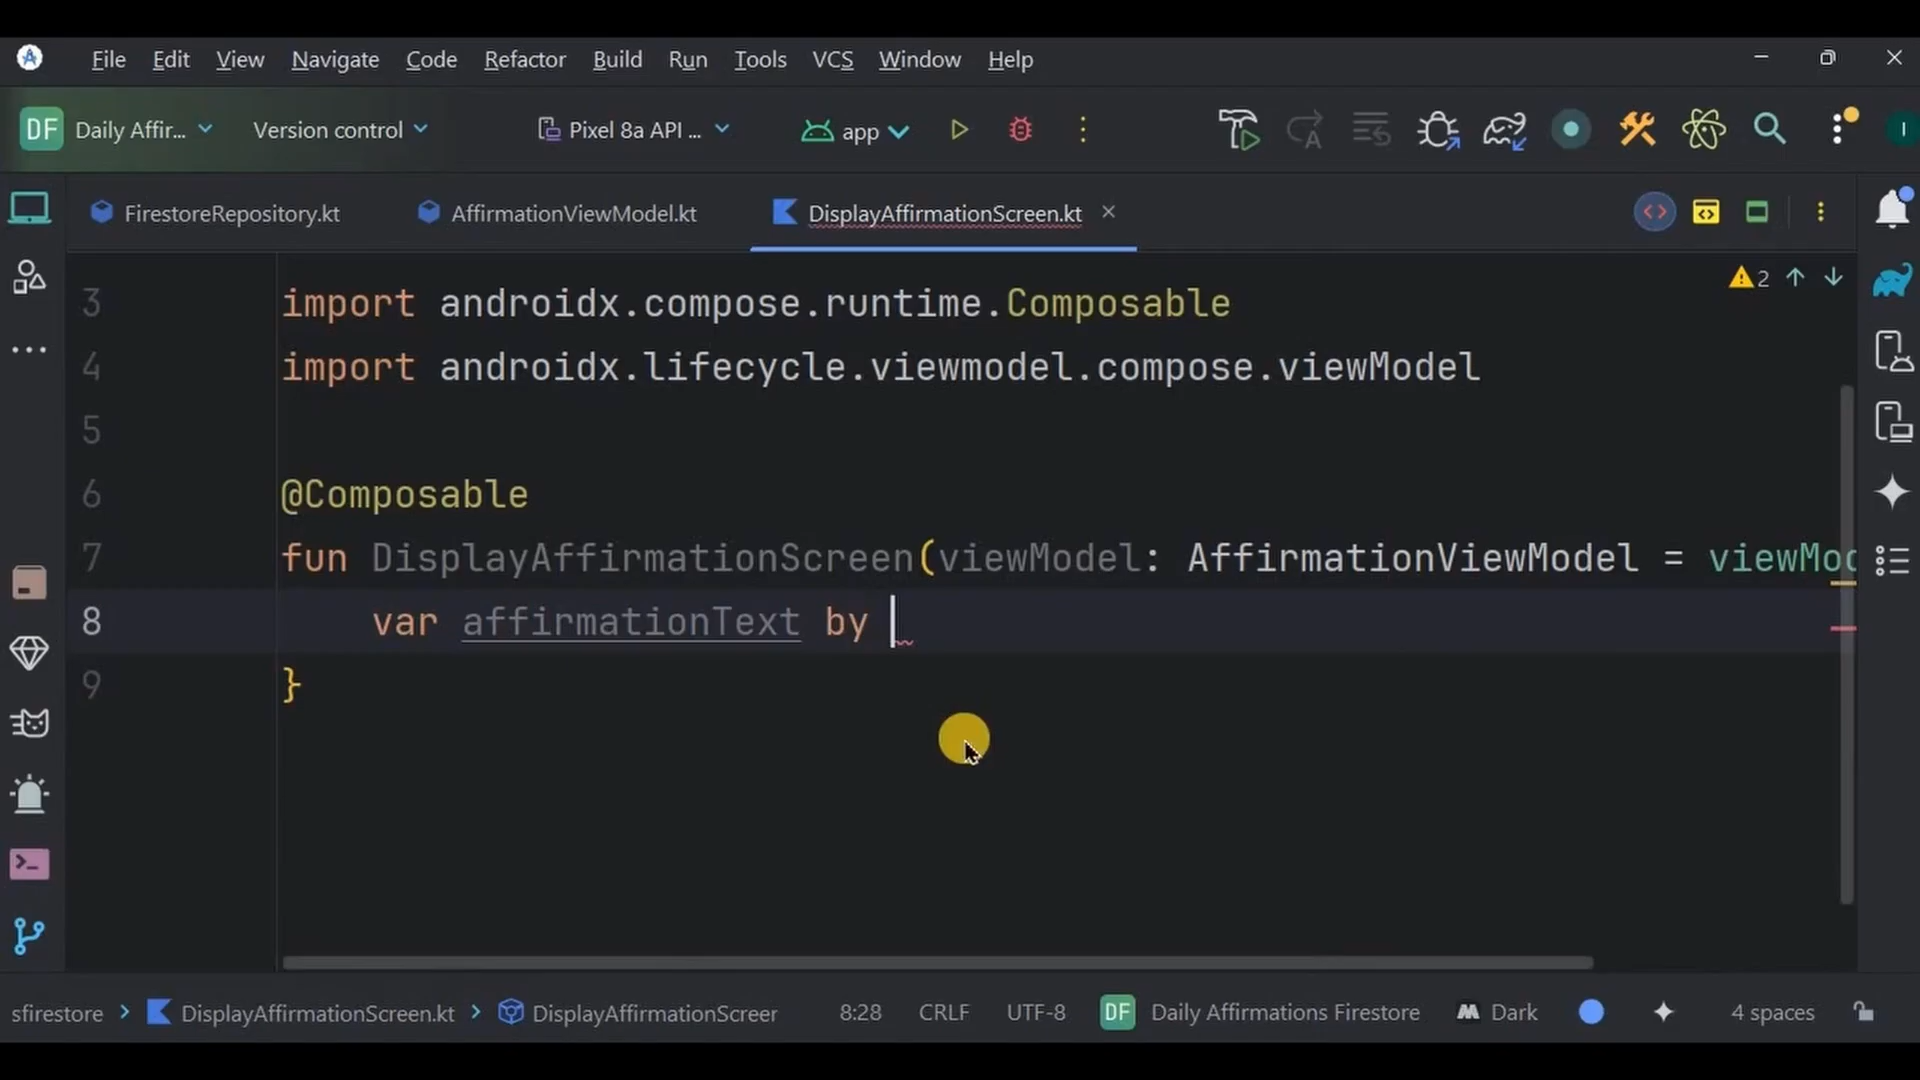 File Edit View Navigate Code Refactor Build Run Tools VCS Window Help
DF Daily Affir... Version control Pixel 8a API ... app I
FirestoreRepository.kt AffirmationViewModel.kt DisplayAffirmationScreen.kt
2
3 import androidx.compose.runtime.Composable
4 import androidx.lifecycle.viewmodel.compose.viewModel
5
6 @Composable
7 fun DisplayAffirmationScreen(viewModel: AffirmationViewModel = viewMod
8 var affirmationText by
9 }
sfirestore DisplayAffirmationScreen.kt DisplayAffirmationScreer 8:28 CRLF UTF-8 DF Daily Affirmations Firestore Dark 4 spaces